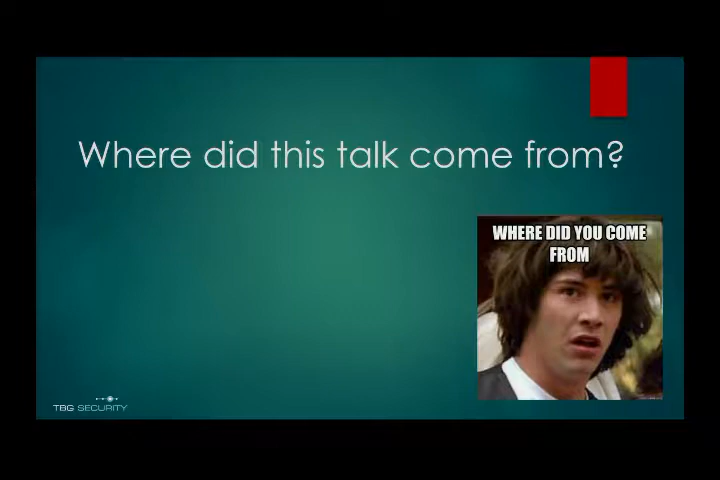 Where did this talk come from?
WHERE DID YOU COME
FROM
TBG SECURITY